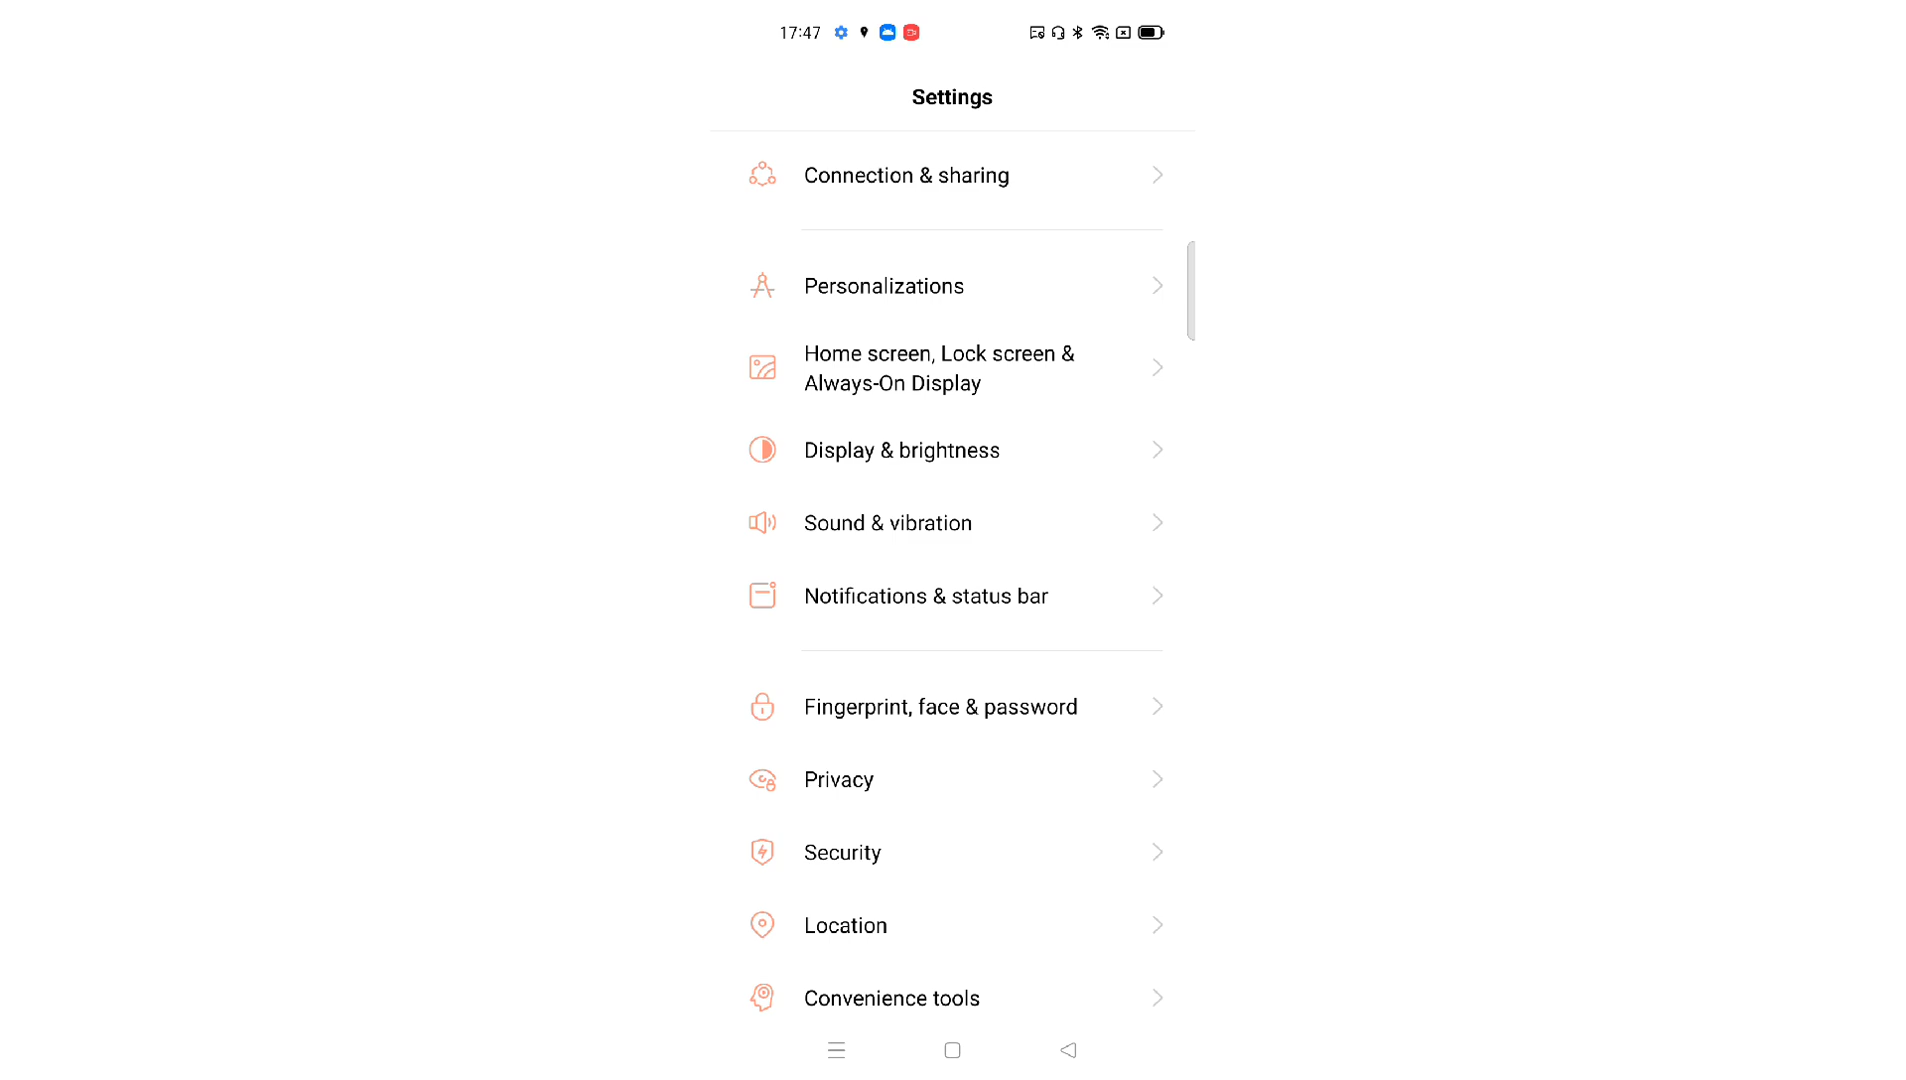 17:47
Settings
Connection & sharing
Personalizations
Home screen, Lock screen &
Always-On Display
Display & brightness
Sound & vibration
Notifications & status bar
Fingerprint, face & password
Privacy
Security
Location
Convenience tools